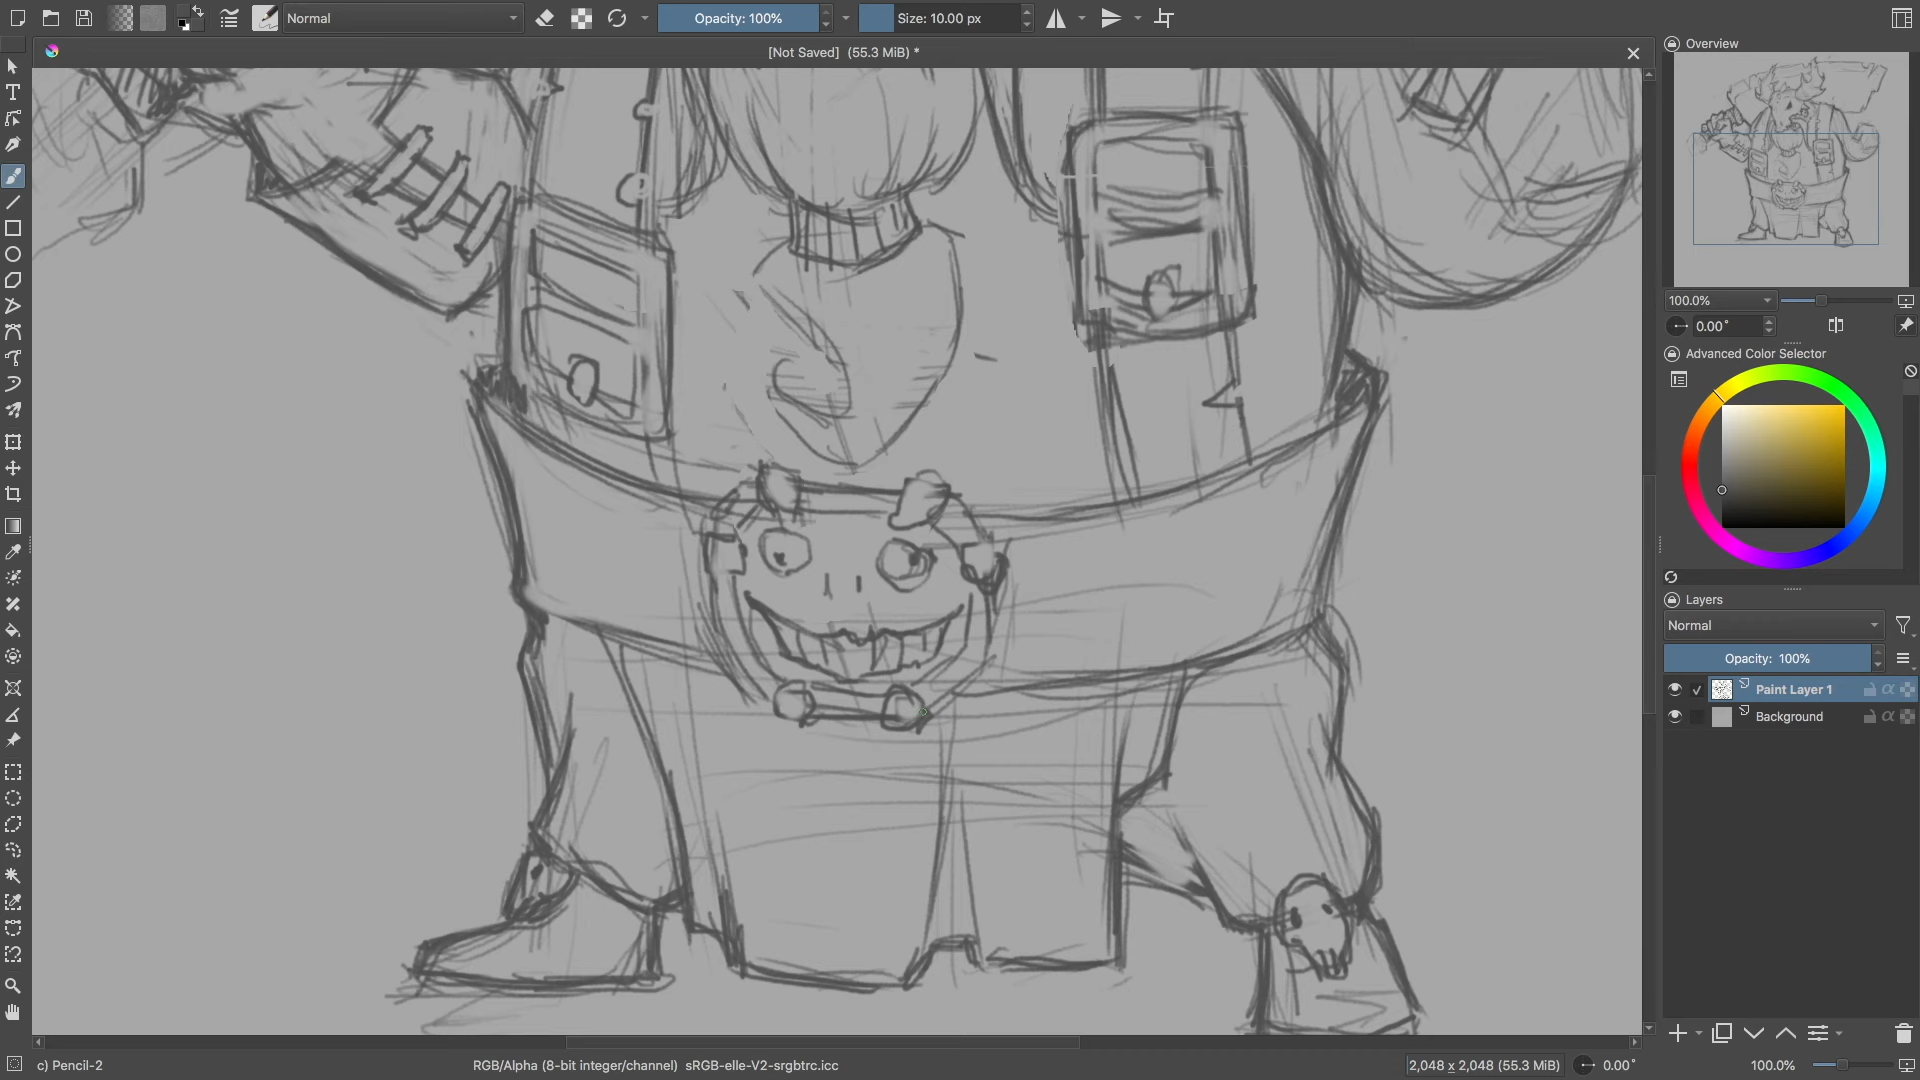 Normal
Opacity: 100%
Size: 10.00 px
[Not Saved] (55.3 MiB) *
Overview
100.0%
0.00°
Advanced Color Selector
Layers
Normal
Opacity: 100%
Paint Layer 1
Background
c) Pencil-2
RGB/Alpha (8-bit integer/channel) sRGB-elle-V2-srgbtrc.icc
2,048 x 2,048 (55.3 MiB)
0.00°
100.0%